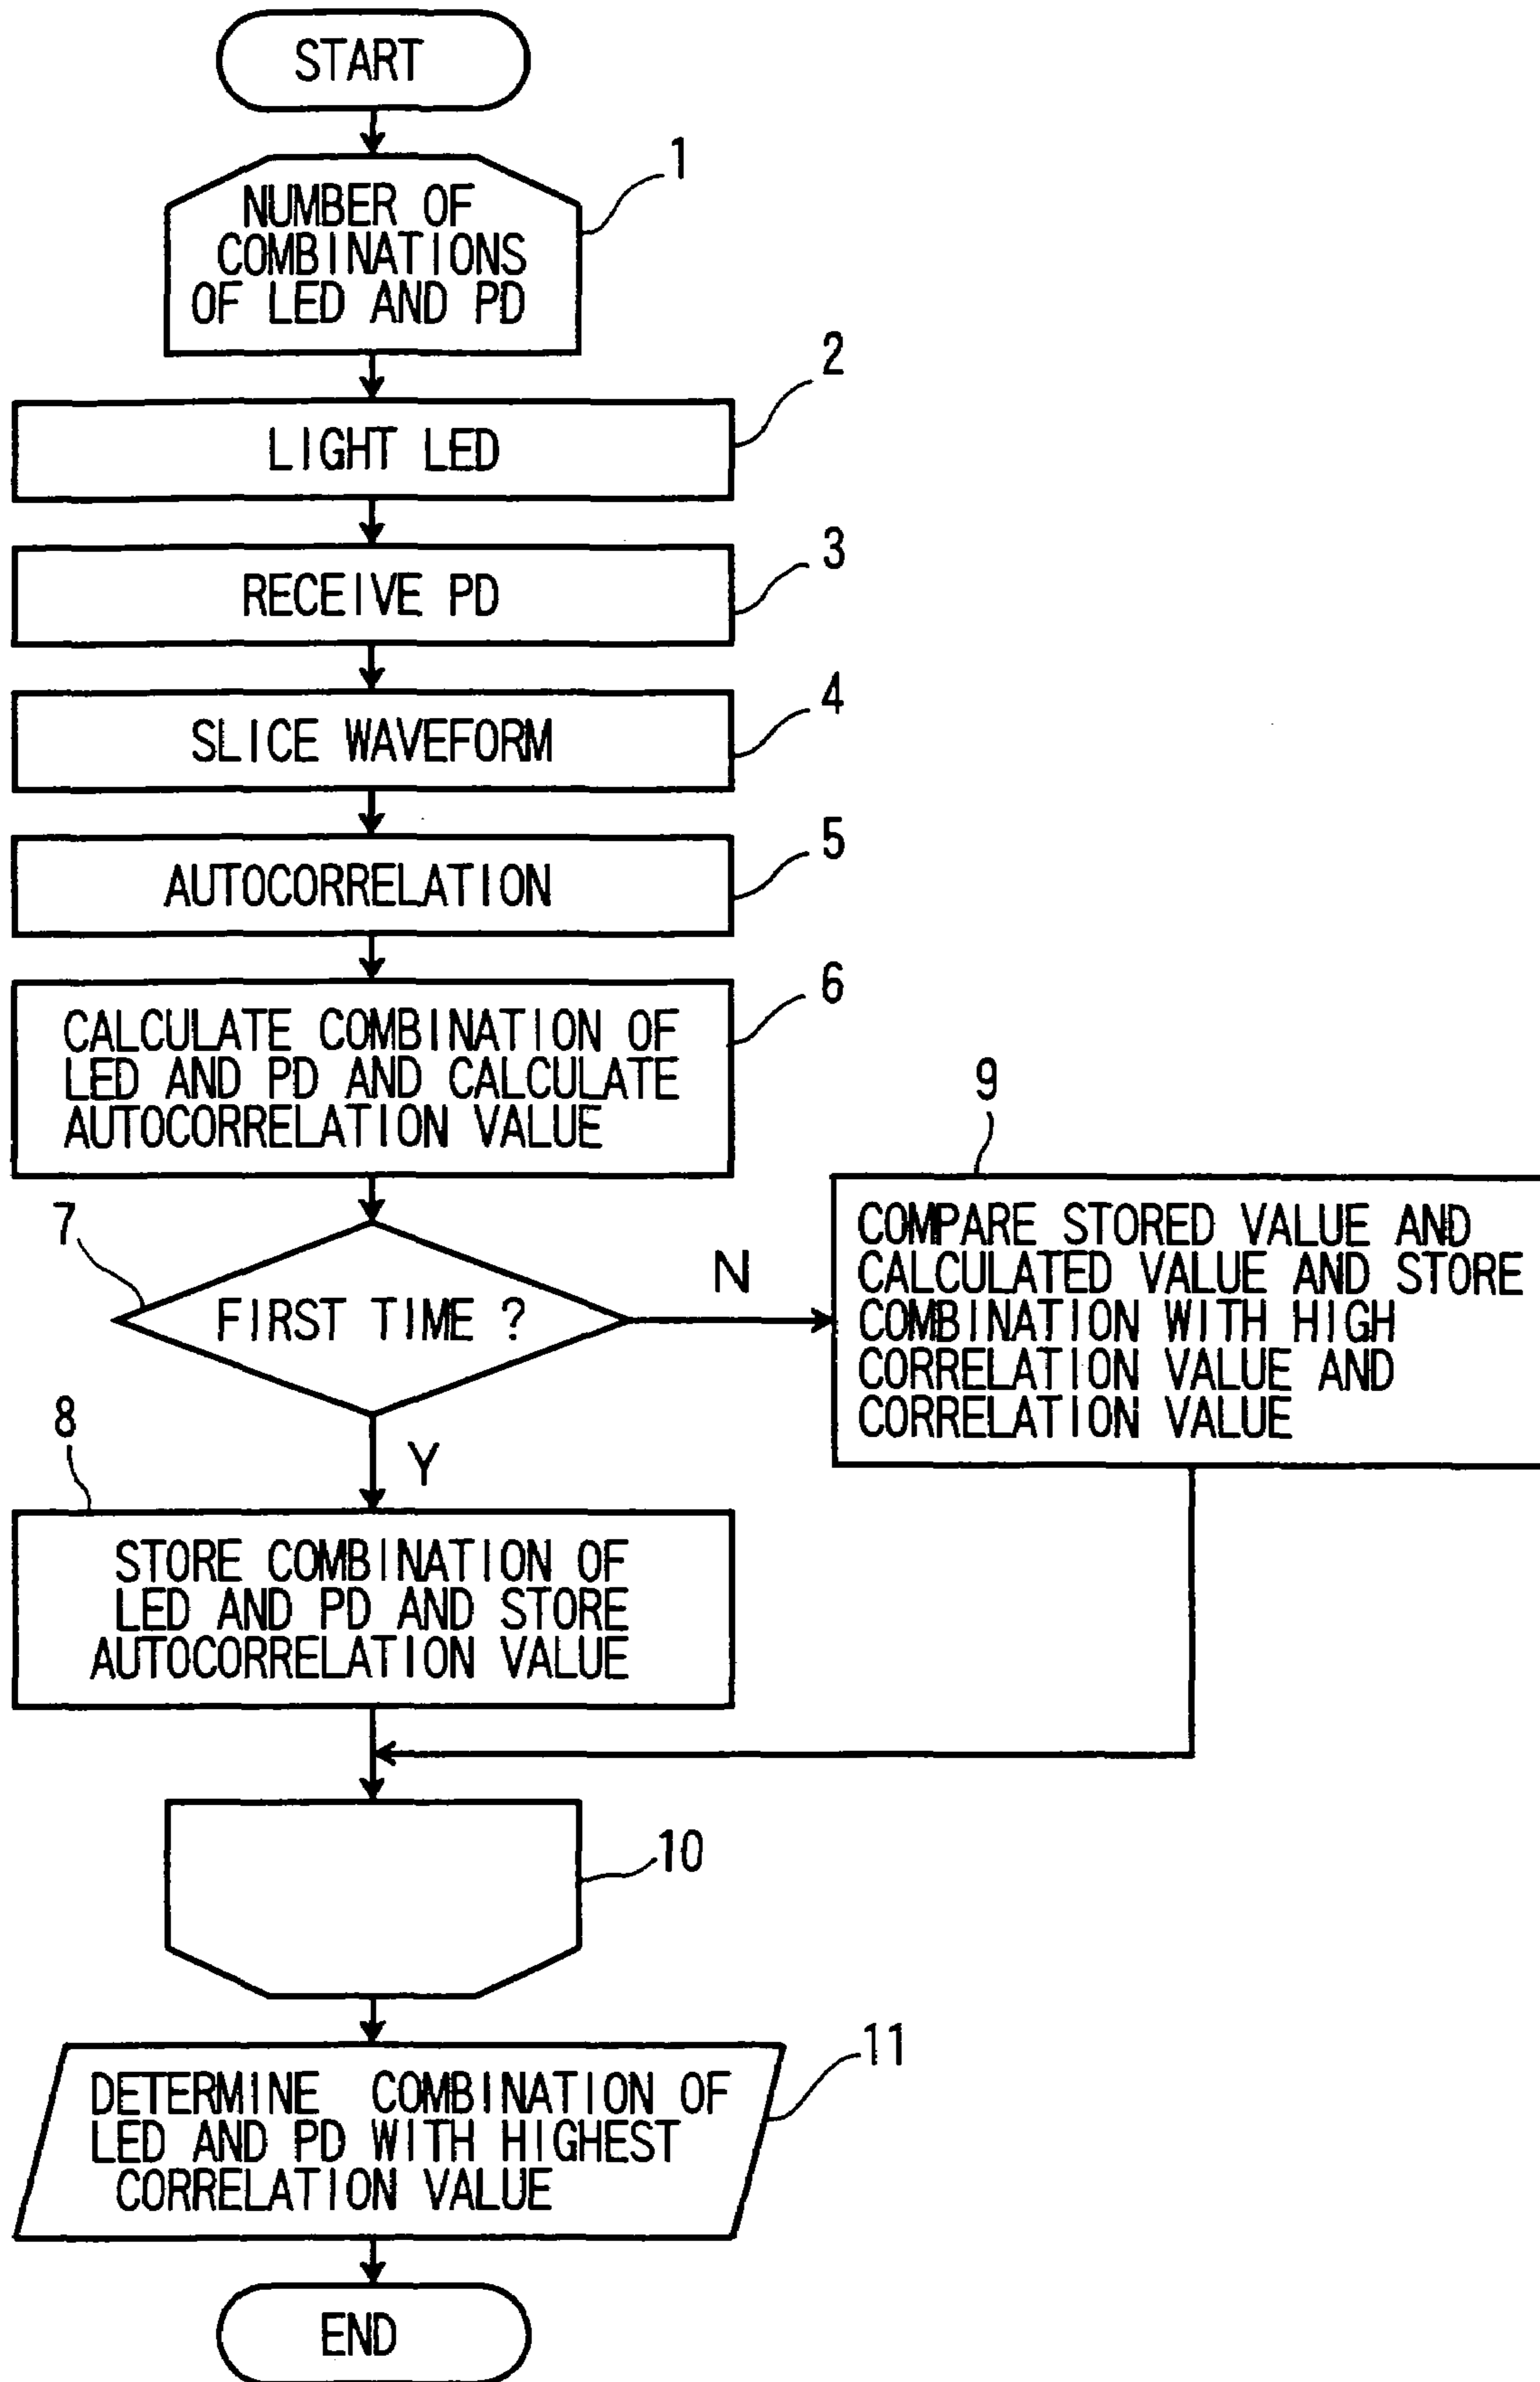 START
1
NUMBER OF
COMBINATIONS
OF LED AND PD
2
LIGHT LED
3
RECEIVE PD
4
SLICE WAVEFORM
5
AUTOCORRELATION
6
CALCULATE COMBINATION OF
LED AND PD AND CALCULATE
AUTOCORRELATION VALUE
7
FIRST TIME ?
N
9
COMPARE STORED VALUE AND
CALCULATED VALUE AND STORE
COMBINATION WITH HIGH
CORRELATION VALUE AND
CORRELATION VALUE
Y
8
STORE COMBINATION OF
LED AND PD AND STORE
AUTOCORRELATION VALUE
10
11
DETERMINE COMBINATION OF
LED AND PD WITH HIGHEST
CORRELATION VALUE
END